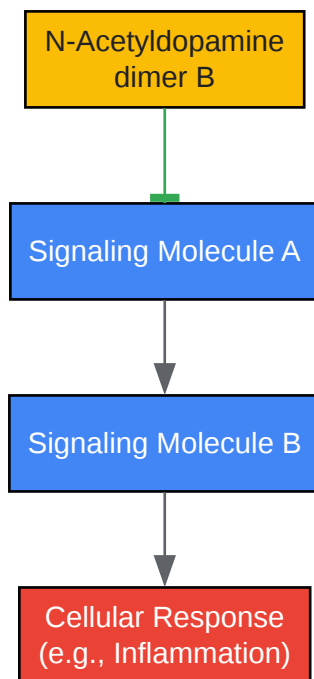 N-Acetyldopamine
dimer B
Signaling Molecule A
Signaling Molecule B
Cellular Response
(e.g., Inflammation)